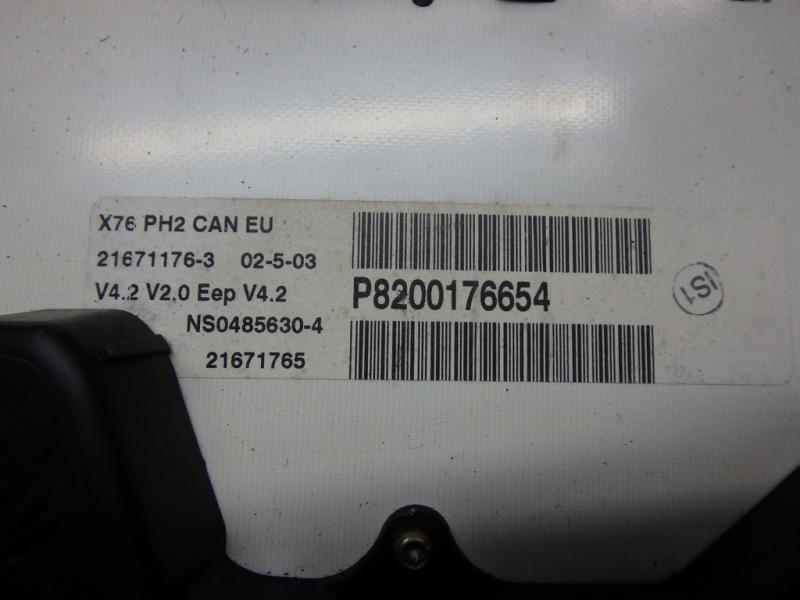 X76 PH2 CAN EU
21671176-3 02-5-03
V4.2 V2.0 Eep V4.2
NS0485630-4
21671765
P8200176654
IS1